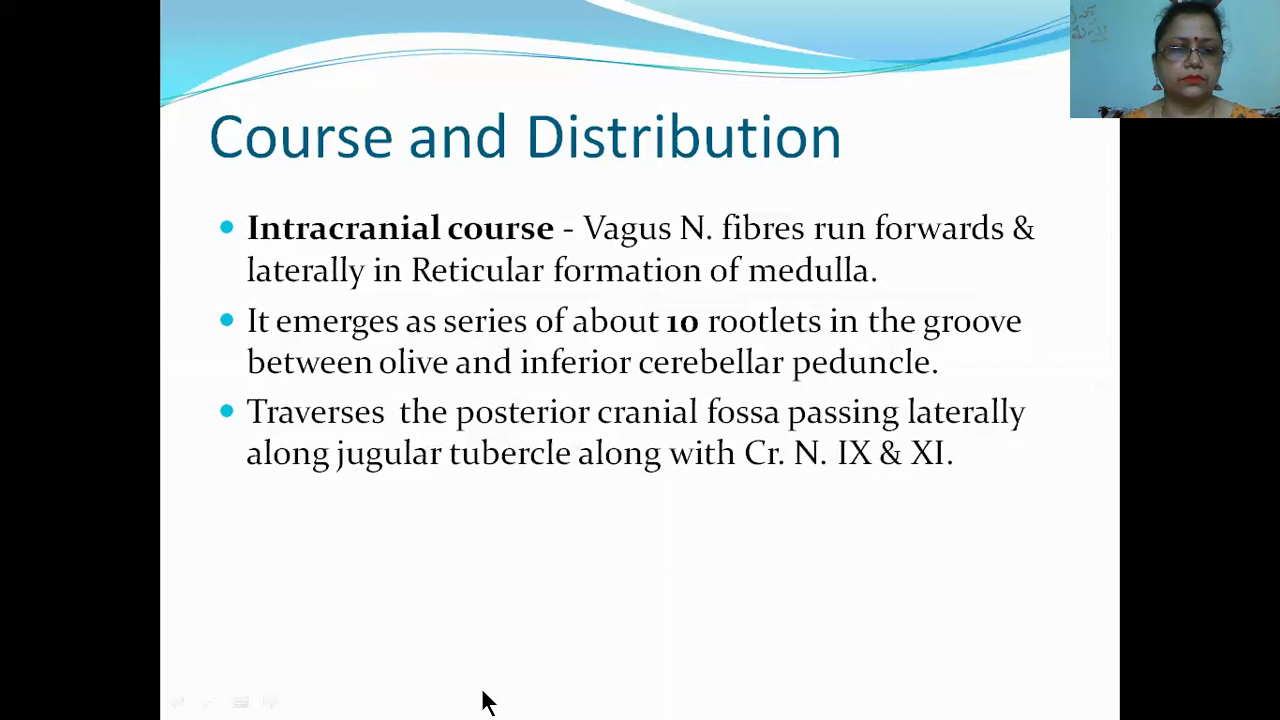 Course and Distribution
Intracranial course - Vagus N. fibres run forwards &
laterally in Reticular formation of medulla.
It emerges as series of about 10 rootlets in the groove
between olive and inferior cerebellar peduncle.
Traverses the posterior cranial fossa passing laterally
along jugular tubercle along with Cr. N. IX & XI.